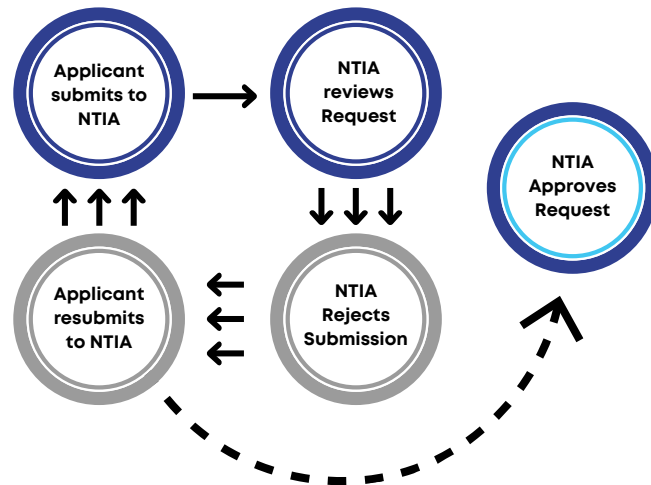 Applicant
submits to
NTIA
NTIA
reviews
Request
NTIA
Approves
Request
Applicant
resubmits
to NTIA
NTIA
Rejects
Submission